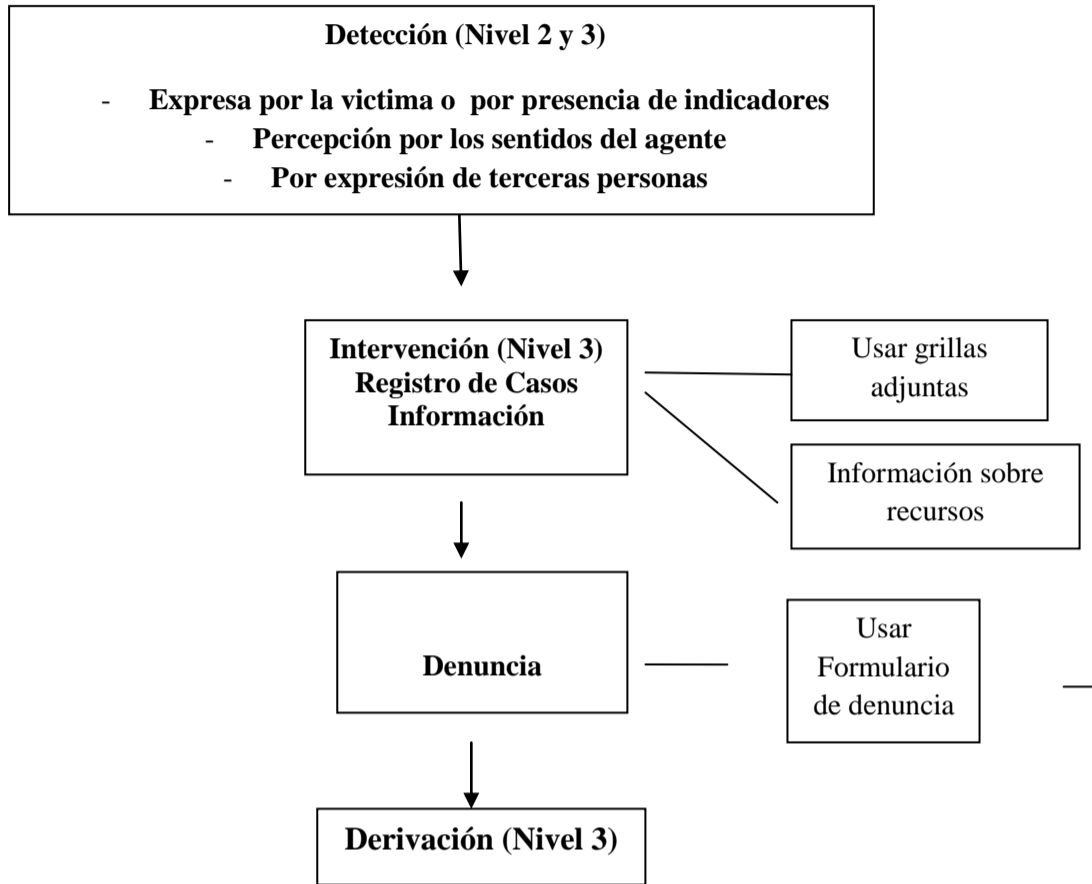 Detección (Nivel 2 y 3)
- Expresa por la victima o por presencia de indicadores
- Percepción por los sentidos del agente
- Por expresión de terceras personas
Intervención (Nivel 3)
Registro de Casos
Información
Usar grillas
adjuntas
Información sobre
recursos
Denuncia
Usar
Formulario
de denuncia
Derivación (Nivel 3)